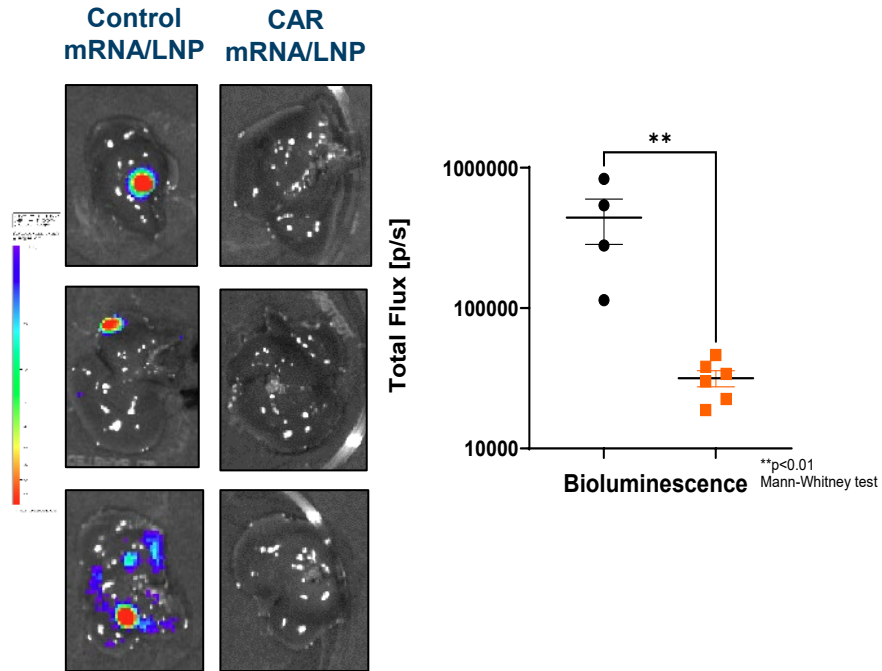 Control
mRNA/LNP
CAR
mRNA/LNP
Total Flux [p/s]
**
1000000
100000
10000
Bioluminescence
**p<0.01
Mann-Whitney test